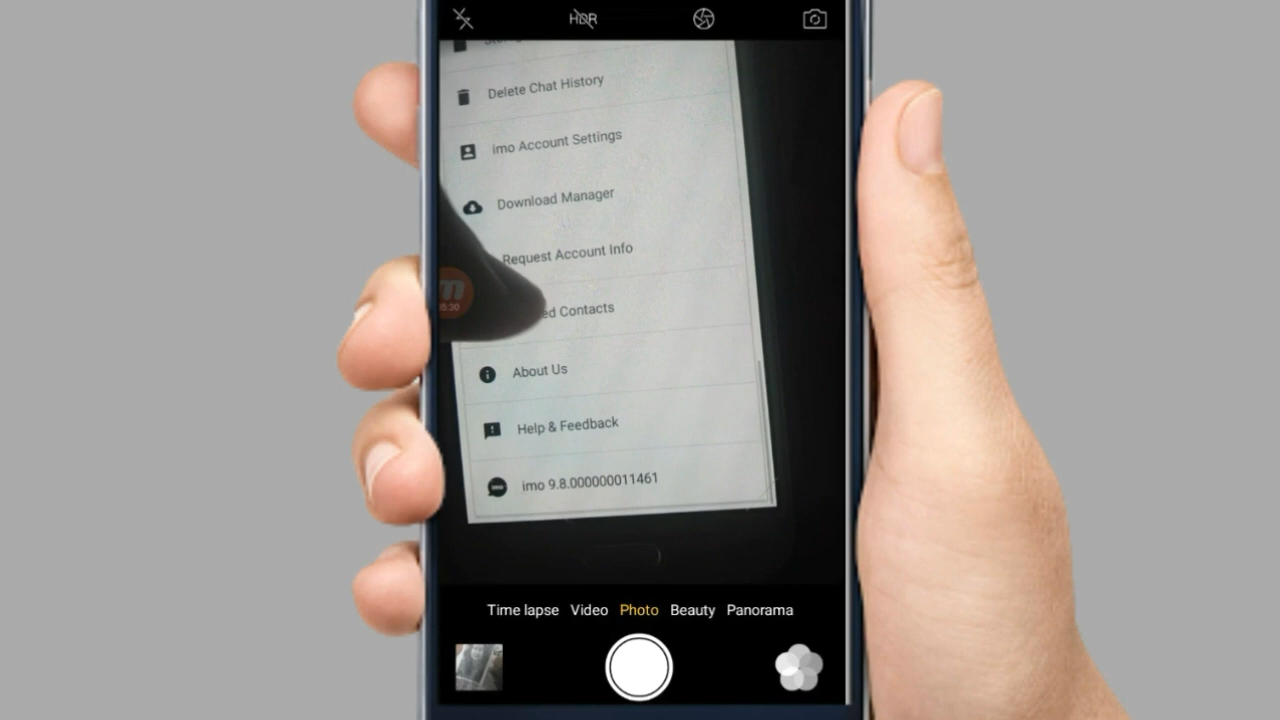 HDR
Delete Chat History
imo Account Settings
Download Manager
Request Account Info
Contacts
About Us
Help & Feedback
imo 9.8.000000011461
Time lapse Video Photo Beauty Panorama